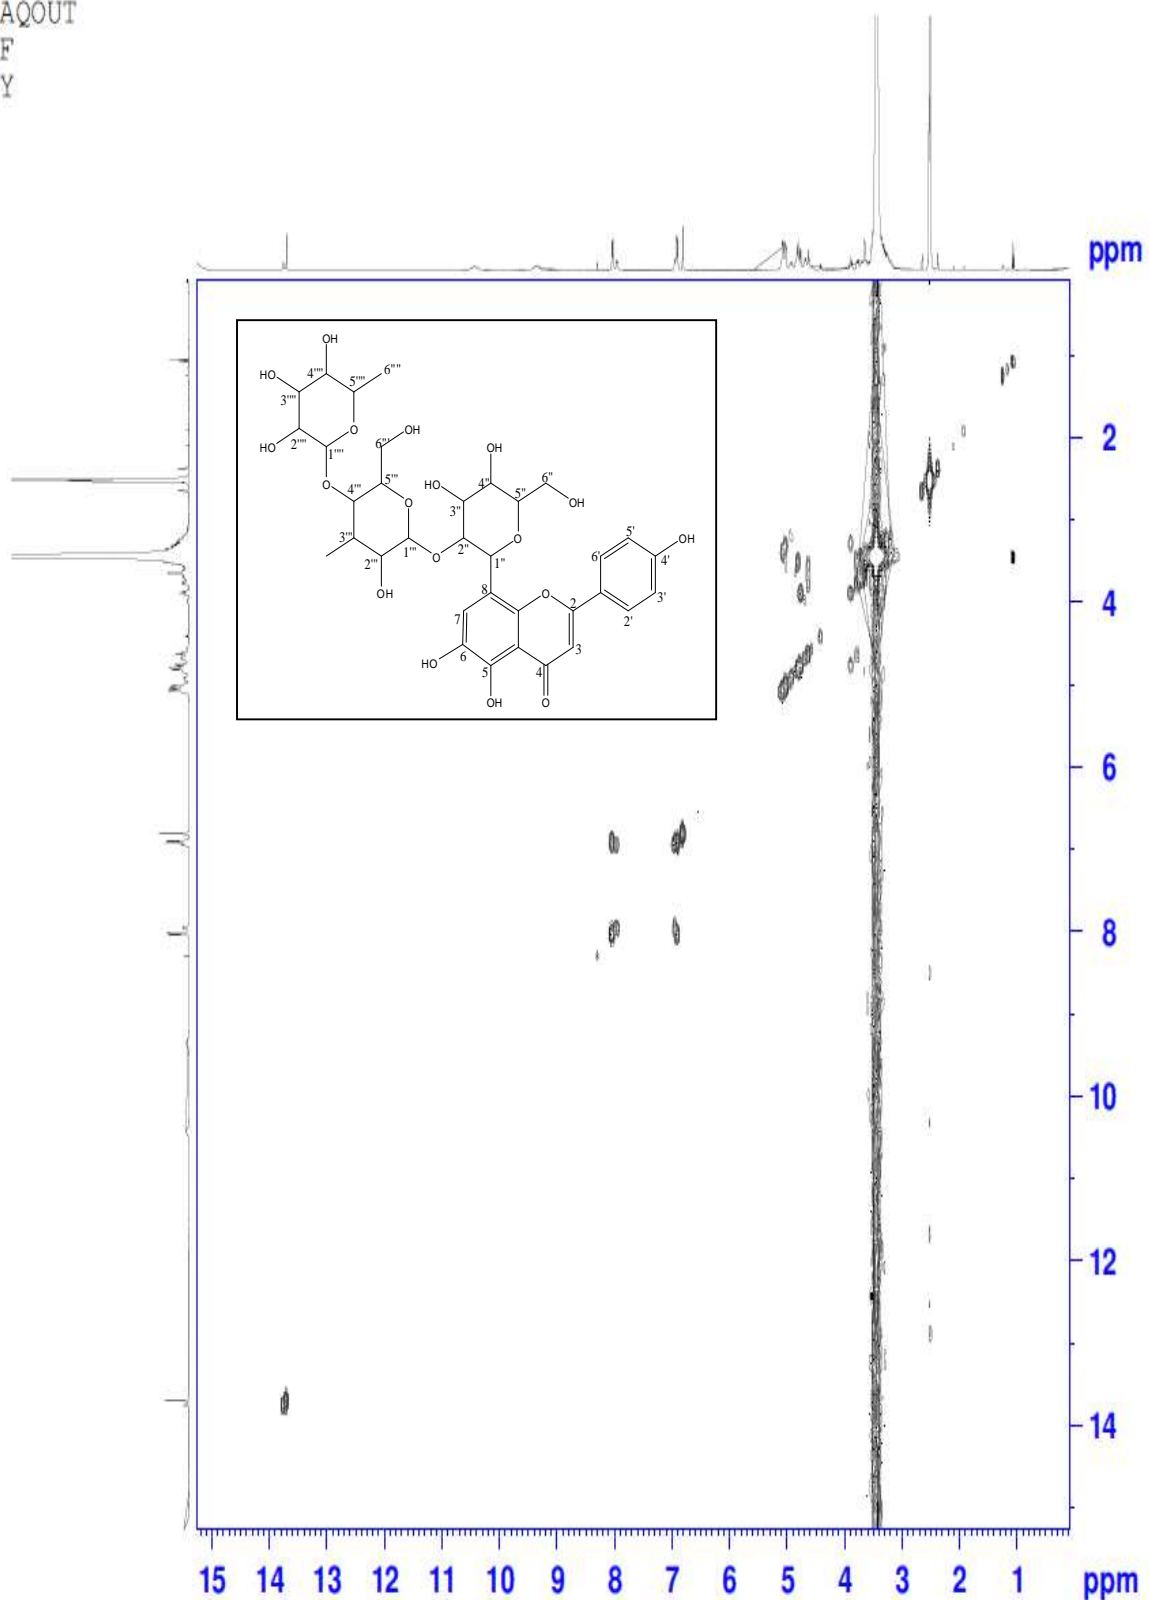 AQOUT
F
Y
ppm
OH
HO
4""
6""
5""
3""
O
HO
2""
OH
1""
6'''
OH
O
5'''
4'''
O
3'''
1'''
2'''
O
OH
OH
4''
6''
HO
5''
OH
3''
O
2''
1''
5'
OH
6'
4'
8
O
2
3'
2'
7
3
HO
6
5
4
OH
O
2
4
6
8
10
12
14
15 14 13 12 11 10 9 8 7 6 5 4 3 2 1 ppm